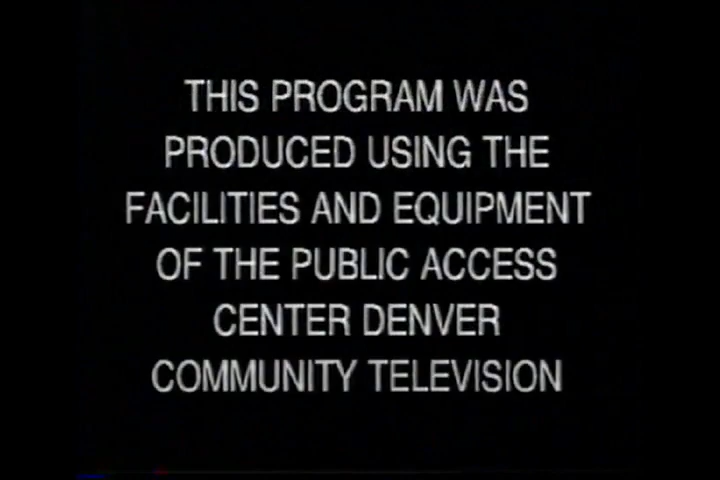 THIS PROGRAM WAS
PRODUCED USING THE
FACILITIES AND EQUIPMENT
OF THE PUBLIC ACCESS
CENTER DENVER
COMMUNITY TELEVISION